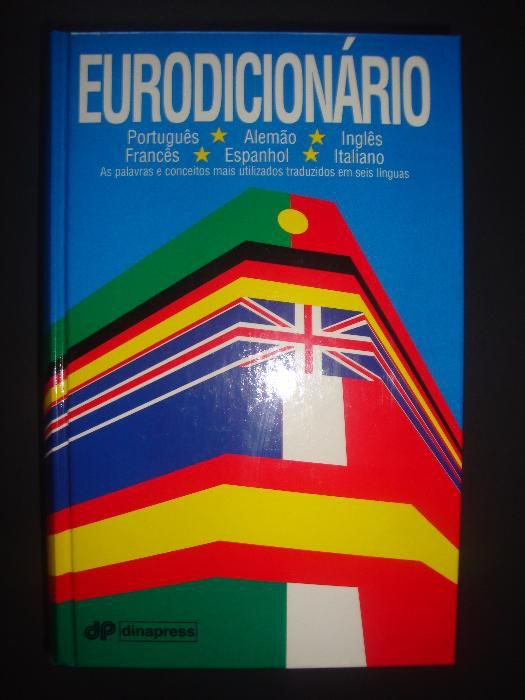 EURODICIONÁRIO
Português ★ Alemão ★ Inglês
Francês ★ Espanhol ★ Italiano
As palavras e conceitos mais utilizados traduzidos em seis línguas
dp dinapress